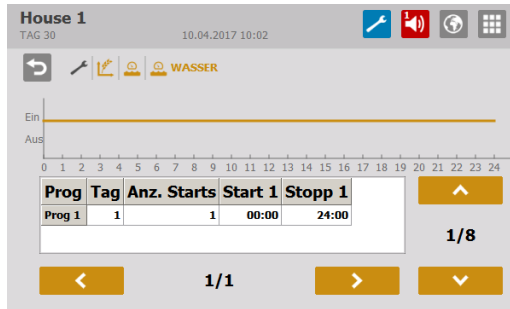 House 1
TAG 30
10.04.2017 10:02
1
WASSER
Ein
Aus
0 1 2 3 4 5 6 7 8 9 10 11 12 13 14 15 16 17 18 19 20 21 22 23 24
Prog Tag Anz. Starts Start 1 Stopp 1
Prog 1 1 1 00:00 24:00
1/8
1/1